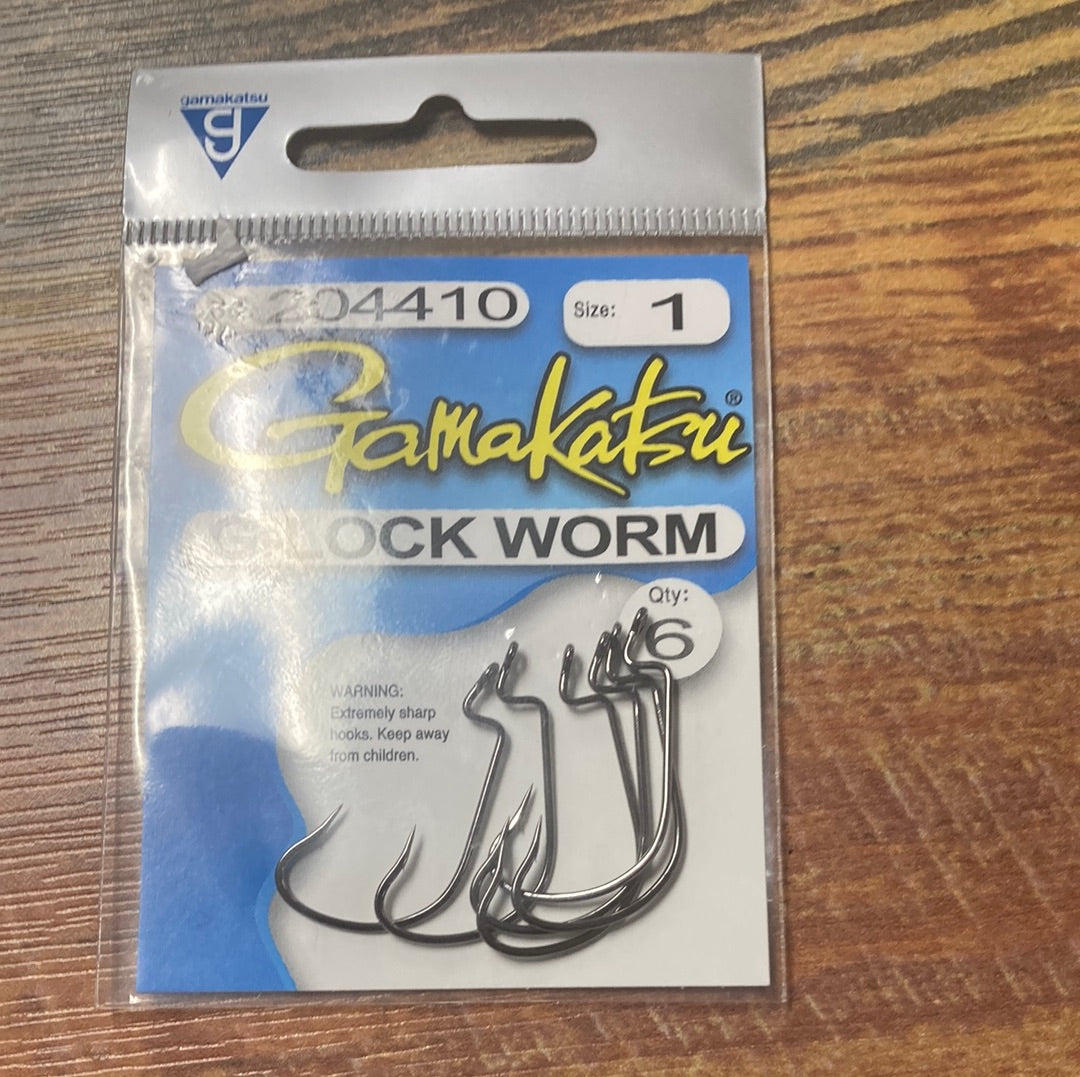 gamakatsu
g
204410
Size: 1
Gamakatsu®
G LOCK WORM
Qty:
6
WARNING:
Extremely sharp
hooks. Keep away
from children.